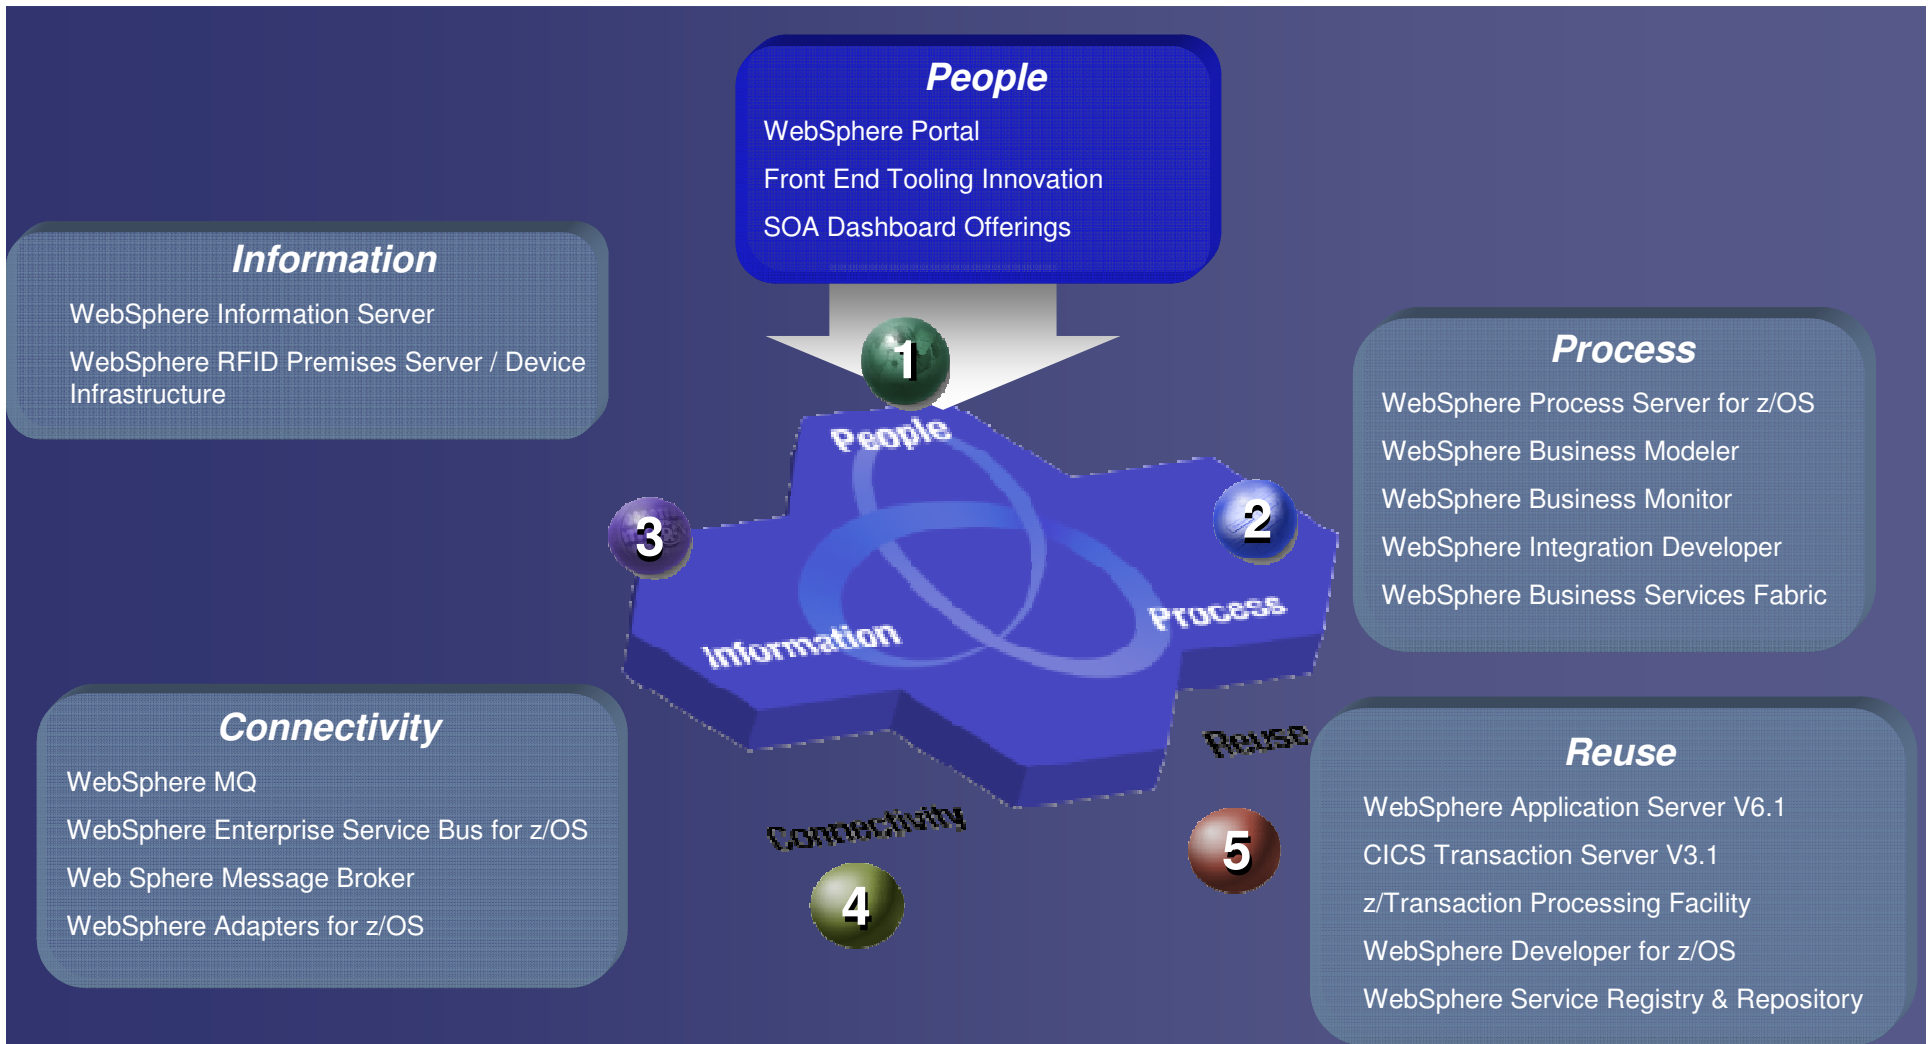 People
WebSphere Portal
Front End Tooling Innovation
SOA Dashboard Offerings
Information
WebSphere Information Server
WebSphere RFID Premises Server / Device
Infrastructure
Process
WebSphere Process Server for z/OS
WebSphere Business Modeler
WebSphere Business Monitor
WebSphere Integration Developer
WebSphere Business Services Fabric
1
People
2
3
Process
Information
Reuse
Connectivity
4
5
Connectivity
WebSphere MQ
WebSphere Enterprise Service Bus for z/OS
Web Sphere Message Broker
WebSphere Adapters for z/OS
Reuse
WebSphere Application Server V6.1
CICS Transaction Server V3.1
z/Transaction Processing Facility
WebSphere Developer for z/OS
WebSphere Service Registry & Repository